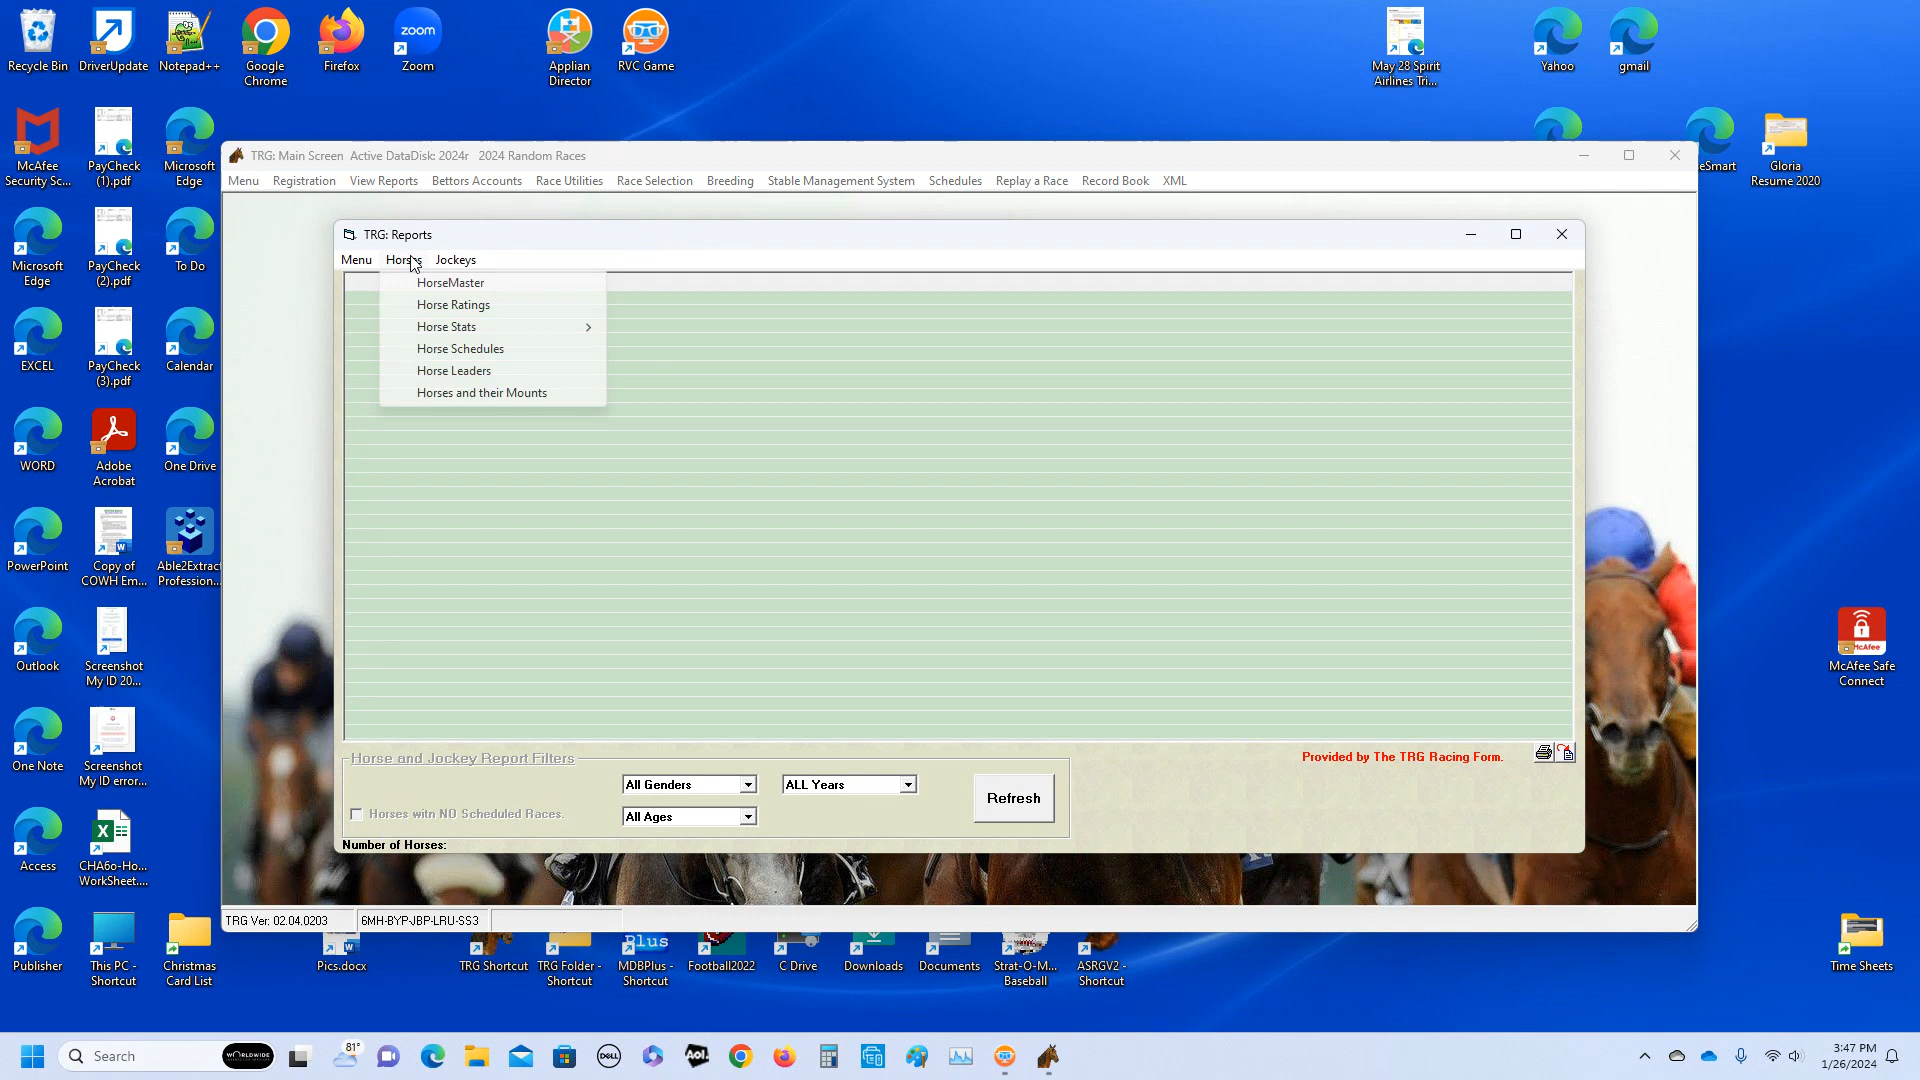 Recycle Bin
DriverUpdate
Notepad++
Google
Chrome
Firefox
zoom
Zoom
Applian
Director
RVC Game
May 28 Spirit
Airlines Tri...
Yahoo
gmail
McAfee
Security Sc...
PayCheck
(1).pdf
Microsoft
Edge
eSmart
Gloria
Resume 2020
TRG: Main Screen Active DataDisk: 2024r 2024 Random Races
Menu Registration View Reports Bettors Accounts Race Utilities Race Selection Breeding Stable Management System Schedules Replay a Race Record Book XML
TRG: Reports
Menu Horses Jockeys
HorseMaster
Horse Ratings
Horse Stats
Horse Schedules
Horse Leaders
Horses and their Mounts
Microsoft
Edge
PayCheck
(2).pdf
To Do
EXCEL
PayCheck
(3).pdf
Calendar
WORD
Adobe
Acrobat
One Drive
PowerPoint
Copy of
COWH Em...
Able2Extract
Profession...
Outlook
Screenshot
My ID 20...
McAfee
McAfee Safe
Connect
One Note
Screenshot
My ID error...
Horse and Jockey Report Filters
Provided by The TRG Racing Form.
All Genders
ALL Years
Refresh
Horses with NO Scheduled Races.
All Ages
Number of Horses:
Access
CHA6o-Ho...
WorkSheet....
TRG Ver: 02.04.0203
6MH-BYP-JBP-LRU-SS3
Publisher
This PC -
Shortcut
Christmas
Card List
Pics.docx
TRG Shortcut
TRG Folder -
Shortcut
Plus
MDBPlus -
Shortcut
Football2022
C Drive
Downloads
Documents
Strat-O-M...
Baseball
ASRGV2 -
Shortcut
Time Sheets
Search
WORLDWIDE
81°
DELL
Aol.
3:47 PM
1/26/2024